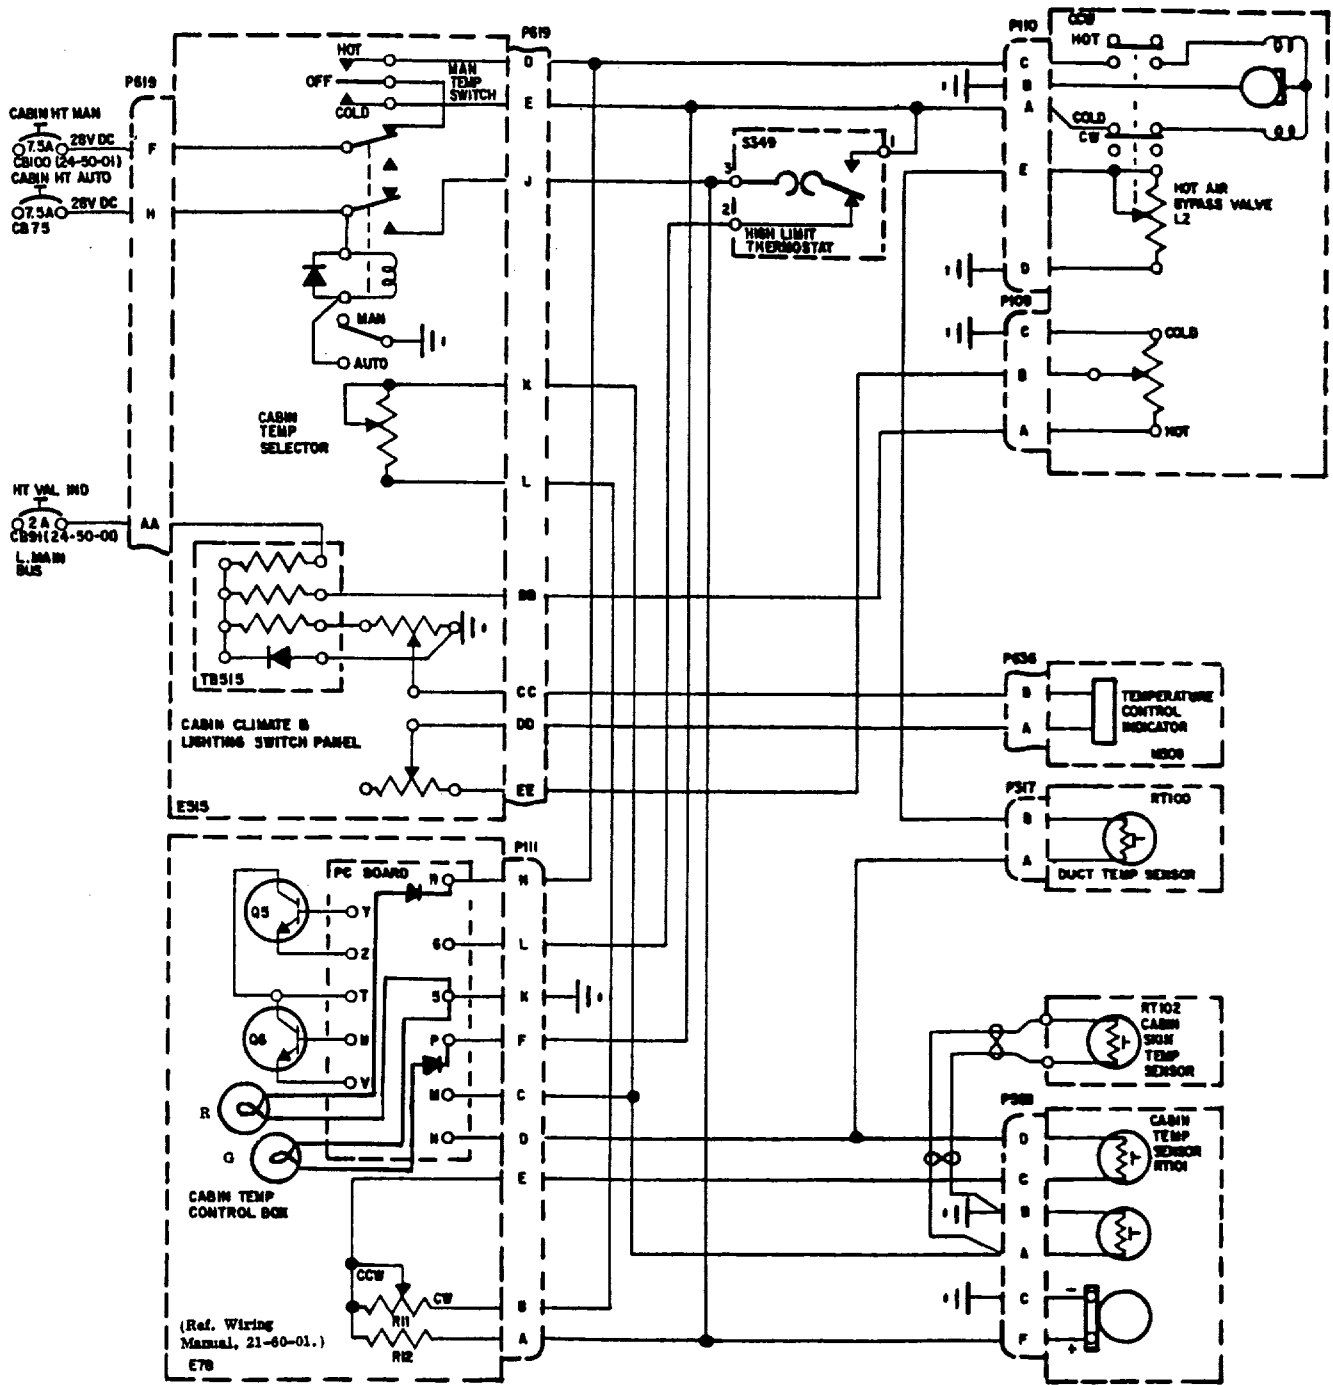 P619
HOT
OFF
COLD
MAN
TEMP
SWITCH
P619
D
E
CABIN HT MAN
7.5A
28V DC
CB100 (24-50-01)
CABIN HT AUTO
7.5A
28V DC
CB75
F
H
J
MAN
AUTO
K
CABIN
TEMP
SELECTOR
L
HT VAL IND
2 A
CB91 (24-50-00
L. MAIN
BUS
AA
BB
TB515
CC
DD
CABIN CLIMATE &
LIGHTING SWITCH PANEL
EE
E515
S349
1
3
2
HIGH LIMIT
THERMOSTAT
P110
C
B
A
E
D
CCW
HOT
COLD
CW
HOT AIR
BYPASS VALVE
L2
P109
C
B
A
COLD
HOT
P636
B
A
TEMPERATURE
CONTROL
INDICATOR
P517
B
A
RT100
DUCT TEMP SENSOR
P111
PC BOARD
N
L
K
F
C
D
E
B
A
Q5
Y
Z
6
T
5
Q6
P
V
M
N
R
G
CABIN TEMP
CONTROL BOX
CCW
CW
R11
R12
(Ref. Wiring
Manual, 21-60-01.)
E78
RT102
CABIN
SKIN
TEMP
SENSOR
D
C
B
A
C
F
CABIN
TEMP
SENSOR
RT101
-
+